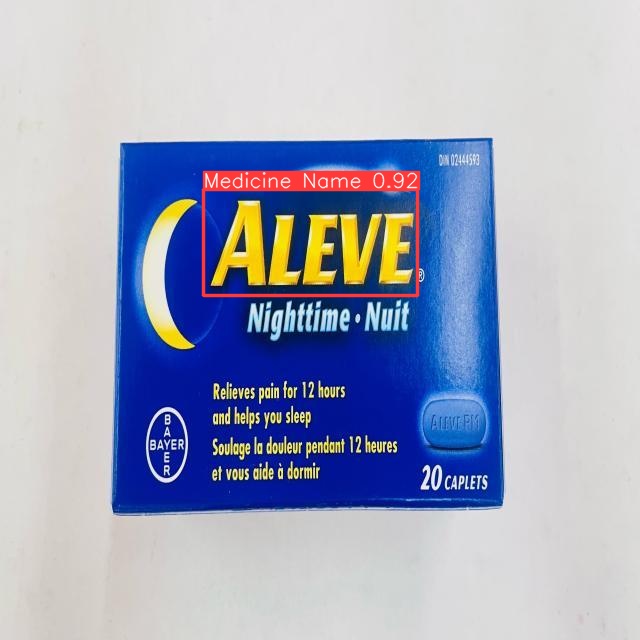 DIN 02444593
Medicine Name 0.92
ALEVE®
Nighttime • Nuit
Relieves pain for 12 hours
and helps you sleep
Soulage la douleur pendant 12 heures
et vous aide à dormir
BAYER
BAYER
ALEVE PM
20 CAPLETS